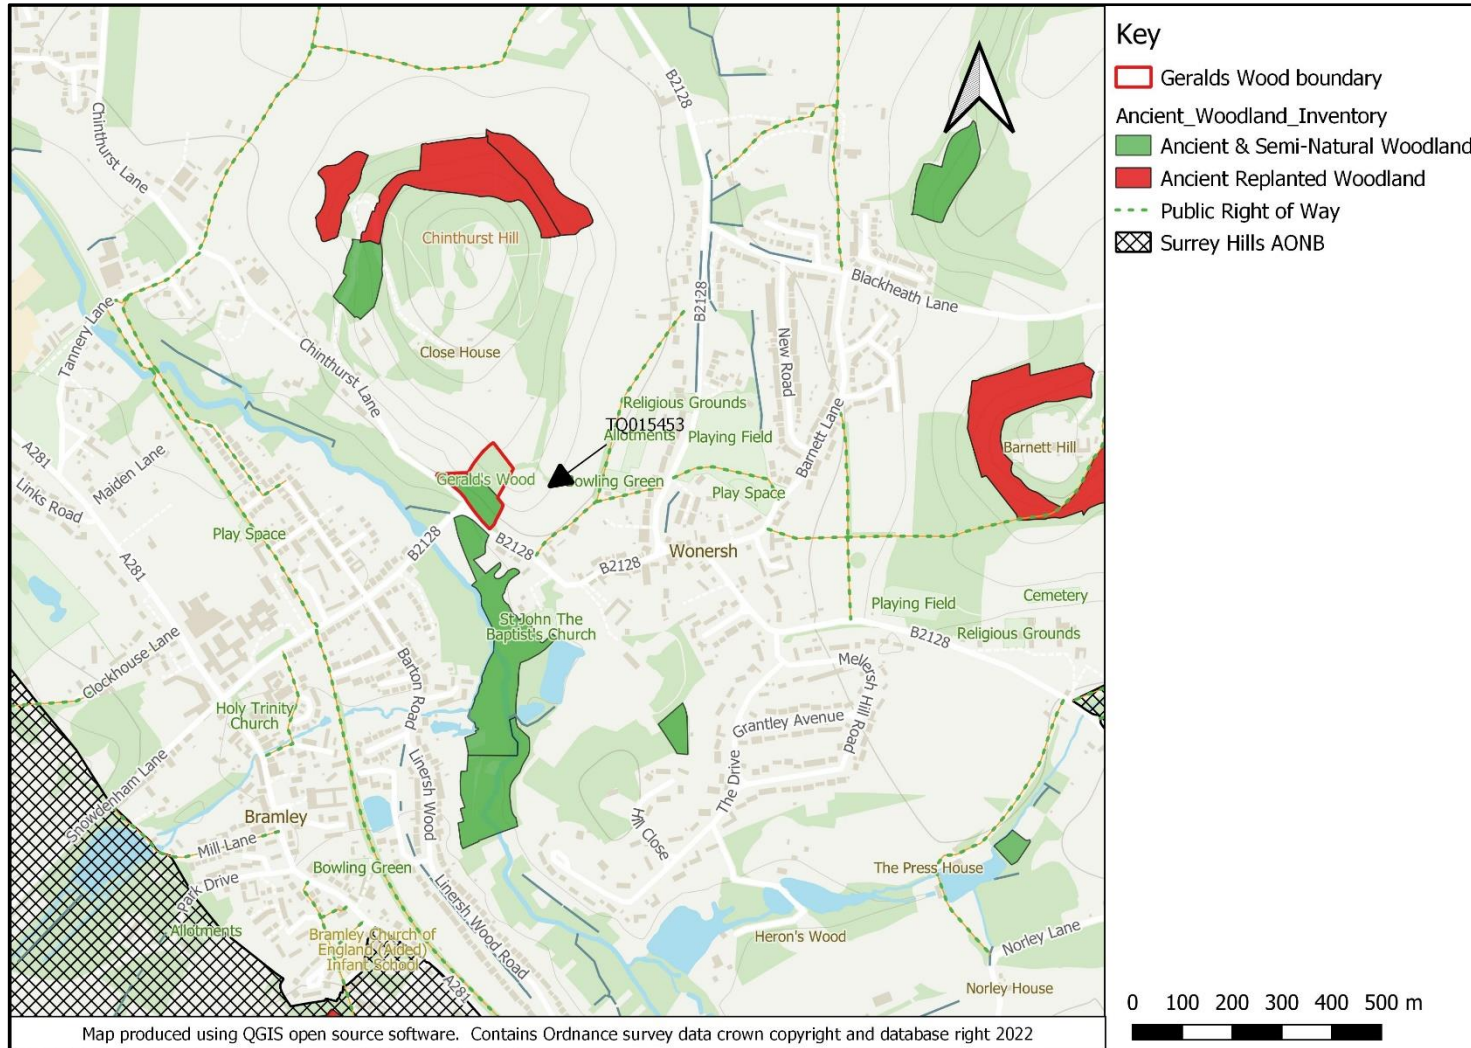 Key
Geralds Wood boundary
Ancient_Woodland_Inventory
Ancient & Semi-Natural Woodland
Ancient Replanted Woodland
Public Right of Way
Surrey Hills AONB
B2128
Chinthurst Lane
Chinthurst Hill
Blackheath Lane
B2128
New Road
Tannery Lane
Close House
Chinthurst Lane
Religious Grounds
TQ015453
Allotments
Playing Field
Barnett Lane
Barnett Hill
A281
Links Road
Maiden Lane
Gerald's Wood
Bowling Green
Play Space
Play Space
B2128
B2128
B2128
Wonersh
A281
Playing Field
Cemetery
Religious Grounds
B2128
St John The
Baptist's Church
Clockhouse Lane
Barton Road
Mellersh Hill Road
Holy Trinity
Church
Grantley Avenue
Snowdenham Lane
Linersh Wood
The Drive
Hill Close
Bramley
Mill Lane
Bowling Green
The Press House
Park Drive
Linersh Wood Road
Allotments
Bramley Church of
England (Aided)
Infant School
Heron's Wood
Norley Lane
A281
Norley House
0 100 200 300 400 500 m
Map produced using QGIS open source software. Contains Ordnance survey data crown copyright and database right 2022